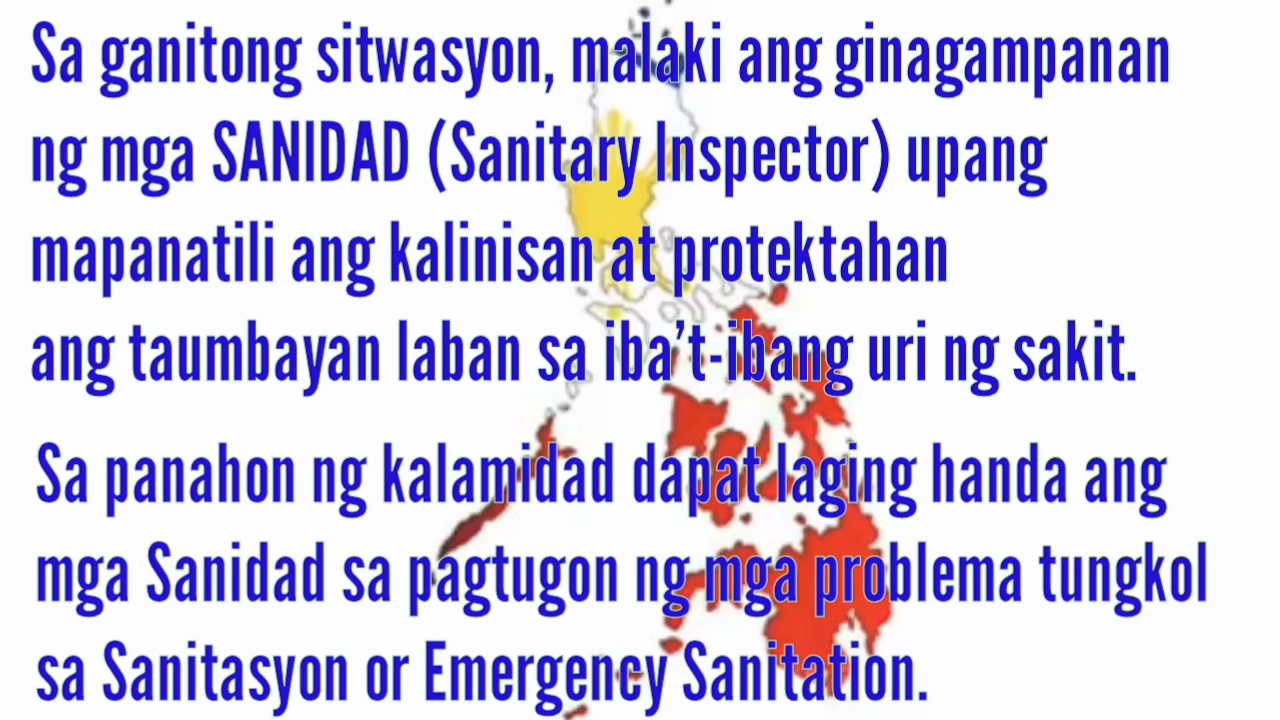 Sa ganitong sitwasyon, malaki ang ginagampanan
ng mga SANIDAD (Sanitary Inspector) upang
mapanatili ang kalinisan at protektahan
ang taumbayan laban sa iba't-ibang uri ng sakit.
Sa panahon ng kalamidad dapat laging handa ang
mga Sanidad sa pagtugon ng mga problema tungkol
sa Sanitasyon or Emergency Sanitation.